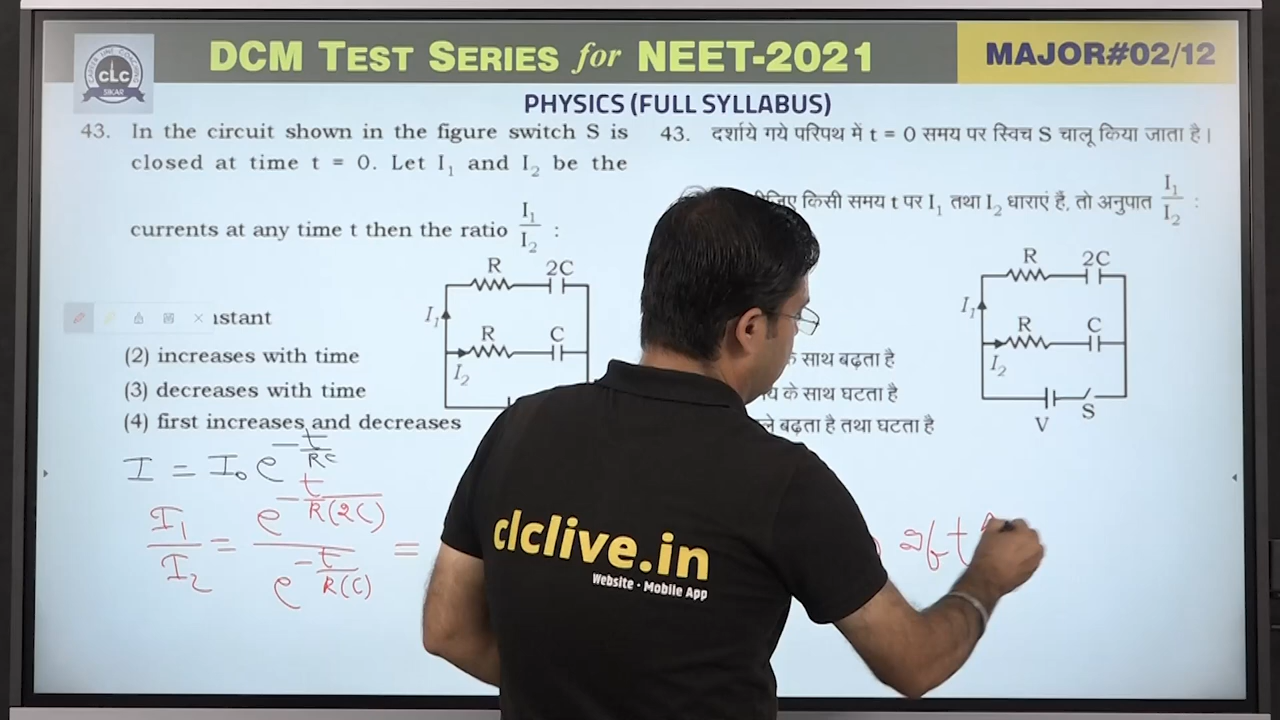 DCM TEST SERIES for NEET-2021
MAJOR#02/12
CAREER LINE COACHING
CLC
SIKAR
PHYSICS (FULL SYLLABUS)
43. In the circuit shown in the figure switch S is
closed at time t = 0. Let I₁ and I₂ be the
currents at any time t then the ratio I₁/I₂ :
(2) increases with time
(3) decreases with time
(4) first increases and decreases
R 2C
I₁
R C
I₂
43. दर्शाये गये परिपथ में t = 0 समय पर स्विच S चालू किया जाता है।
किसी समय t पर I₁ तथा I₂ धाराएं हैं, तो अनुपात I₁/I₂ :
के साथ बढ़ता है
के साथ घटता है
बढ़ता है तथा घटता है
R 2C
I₁
R C
I₂
V S
I = I₀ e^(-t/RC)
I₁/I₂ = e^(-t/R(2C)) / e^(-t/R(C)) =
if t
clclive.in
Website · Mobile App